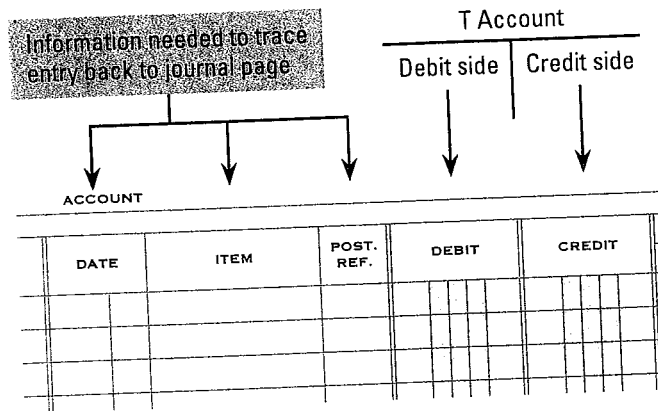 Information needed to trace
entry back to journal page
T Account
Debit side
Credit side
ACCOUNT
DATE
ITEM
POST.
REF.
DEBIT
CREDIT